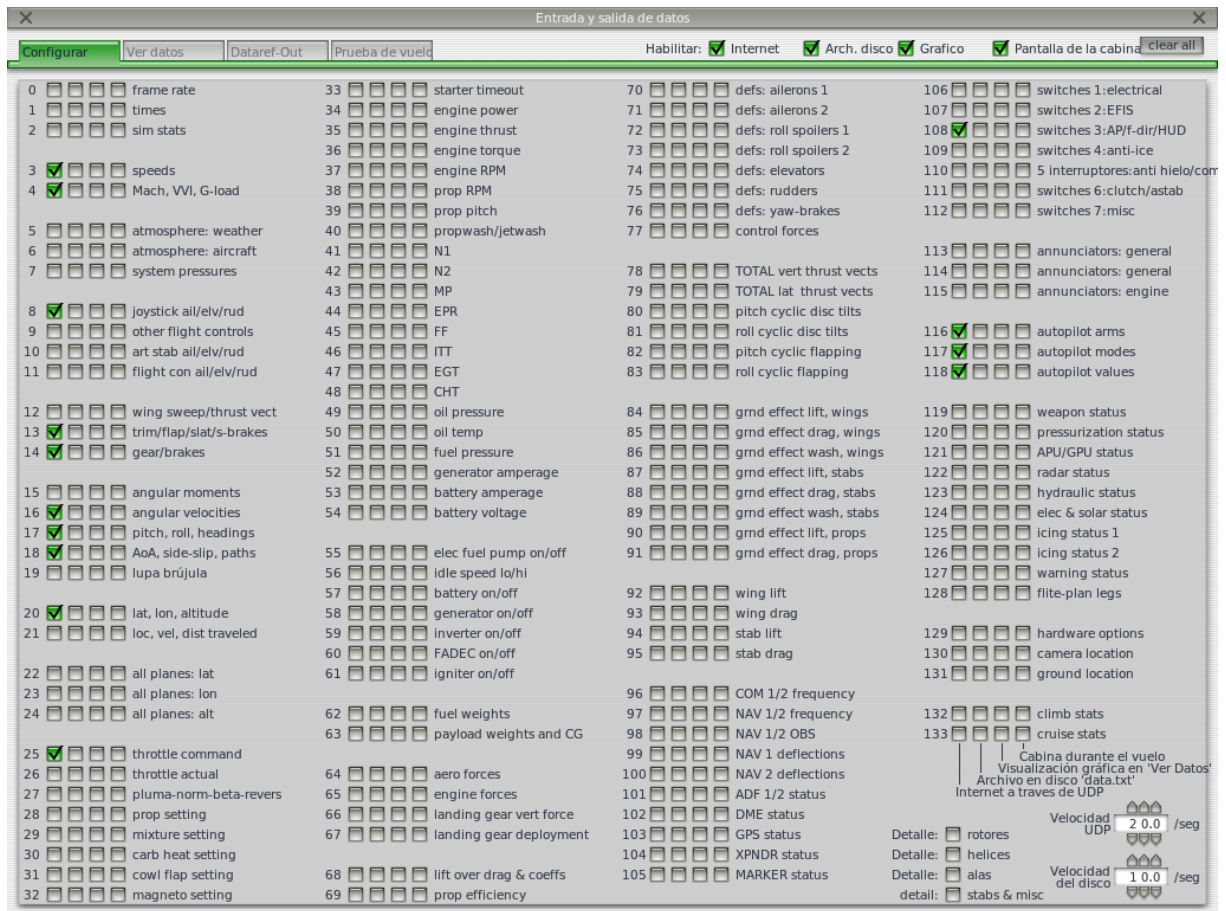 Entrada y salida de datos
Configurar Ver datos Dataref-Out Prueba de vuelo Habilitar: Internet Arch. disco Grafico Pantalla de la cabina clear all
0 frame rate
1 times
2 sim stats
3 speeds
4 Mach, VVI, G-load
5 atmosphere: weather
6 atmosphere: aircraft
7 system pressures
8 joystick ail/elv/rud
9 other flight controls
10 art stab ail/elv/rud
11 flight con ail/elv/rud
12 wing sweep/thrust vect
13 trim/flap/slat/s-brakes
14 gear/brakes
15 angular moments
16 angular velocities
17 pitch, roll, headings
18 AoA, side-slip, paths
19 lupa brújula
20 lat, lon, altitude
21 loc, vel, dist traveled
22 all planes: lat
23 all planes: lon
24 all planes: alt
25 throttle command
26 throttle actual
27 pluma-norm-beta-revers
28 prop setting
29 mixture setting
30 carb heat setting
31 cowl flap setting
32 magneto setting
33 starter timeout
34 engine power
35 engine thrust
36 engine torque
37 engine RPM
38 prop RPM
39 prop pitch
40 propwash/jetwash
41 N1
42 N2
43 MP
44 EPR
45 FF
46 ITT
47 EGT
48 CHT
49 oil pressure
50 oil temp
51 fuel pressure
52 generator amperage
53 battery amperage
54 battery voltage
55 elec fuel pump on/off
56 idle speed lo/hi
57 battery on/off
58 generator on/off
59 inverter on/off
60 FADEC on/off
61 igniter on/off
62 fuel weights
63 payload weights and CG
64 aero forces
65 engine forces
66 landing gear vert force
67 landing gear deployment
68 lift over drag & coeffs
69 prop efficiency
70 defs: ailerons 1
71 defs: ailerons 2
72 defs: roll spoilers 1
73 defs: roll spoilers 2
74 defs: elevators
75 defs: rudders
76 defs: yaw-brakes
77 control forces
78 TOTAL vert thrust vects
79 TOTAL lat thrust vects
80 pitch cyclic disc tilts
81 roll cyclic disc tilts
82 pitch cyclic flapping
83 roll cyclic flapping
84 grnd effect lift, wings
85 grnd effect drag, wings
86 grnd effect wash, wings
87 grnd effect lift, stabs
88 grnd effect drag, stabs
89 grnd effect wash, stabs
90 grnd effect lift, props
91 grnd effect drag, props
92 wing lift
93 wing drag
94 stab lift
95 stab drag
96 COM 1/2 frequency
97 NAV 1/2 frequency
98 NAV 1/2 OBS
99 NAV 1 deflections
100 NAV 2 deflections
101 ADF 1/2 status
102 DME status
103 GPS status
104 XPNDR status
105 MARKER status
106 switches 1:electrical
107 switches 2:EFIS
108 switches 3:AP/f-dir/HUD
109 switches 4:anti-ice
110 5 interruptores:anti hielo/com
111 switches 6:clutch/astab
112 switches 7:misc
113 annunciators: general
114 annunciators: general
115 annunciators: engine
116 autopilot arms
117 autopilot modes
118 autopilot values
119 weapon status
120 pressurization status
121 APU/GPU status
122 radar status
123 hydraulic status
124 elec & solar status
125 icing status 1
126 icing status 2
127 warning status
128 flite-plan legs
129 hardware options
130 camera location
131 ground location
132 climb stats
133 cruise stats
Cabina durante el vuelo
Visualización gráfica en 'Ver Datos'
Archivo en disco 'data.txt'
Internet a traves de UDP
Detalle: rotores
Detalle: helices
Detalle: alas
detail: stabs & misc
Velocidad UDP 2 0.0 /seg
Velocidad del disco 1 0.0 /seg